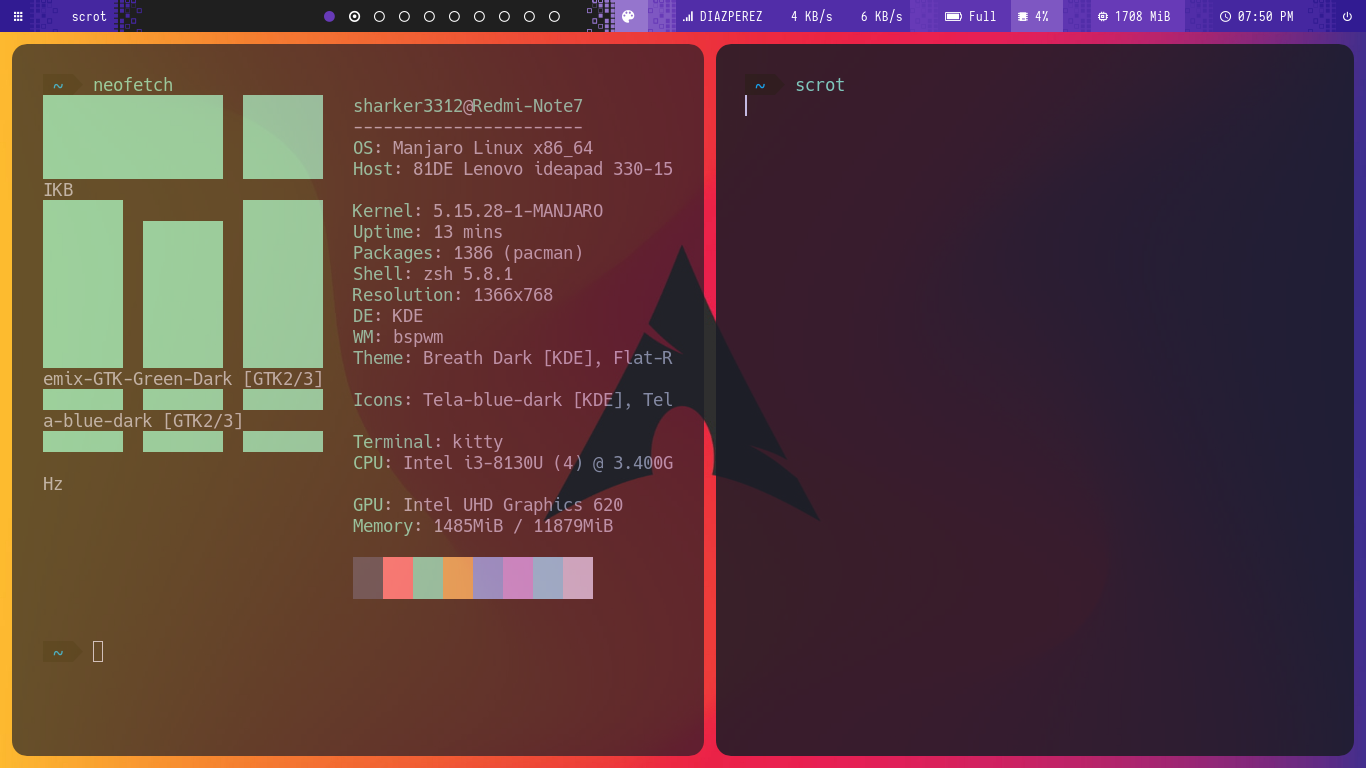 scrot
DIAZPEREZ
4 KB/s
6 KB/s
Full
4%
1708 MiB
07:50 PM
~ neofetch
sharker3312@Redmi-Note7
-----------------------
OS: Manjaro Linux x86_64
Host: 81DE Lenovo ideapad 330-15
IKB
Kernel: 5.15.28-1-MANJARO
Uptime: 13 mins
Packages: 1386 (pacman)
Shell: zsh 5.8.1
Resolution: 1366x768
DE: KDE
WM: bspwm
Theme: Breath Dark [KDE], Flat-R
emix-GTK-Green-Dark [GTK2/3]
Icons: Tela-blue-dark [KDE], Tel
a-blue-dark [GTK2/3]
Terminal: kitty
CPU: Intel i3-8130U (4) @ 3.400G
Hz
GPU: Intel UHD Graphics 620
Memory: 1485MiB / 11879MiB
~
~ scrot